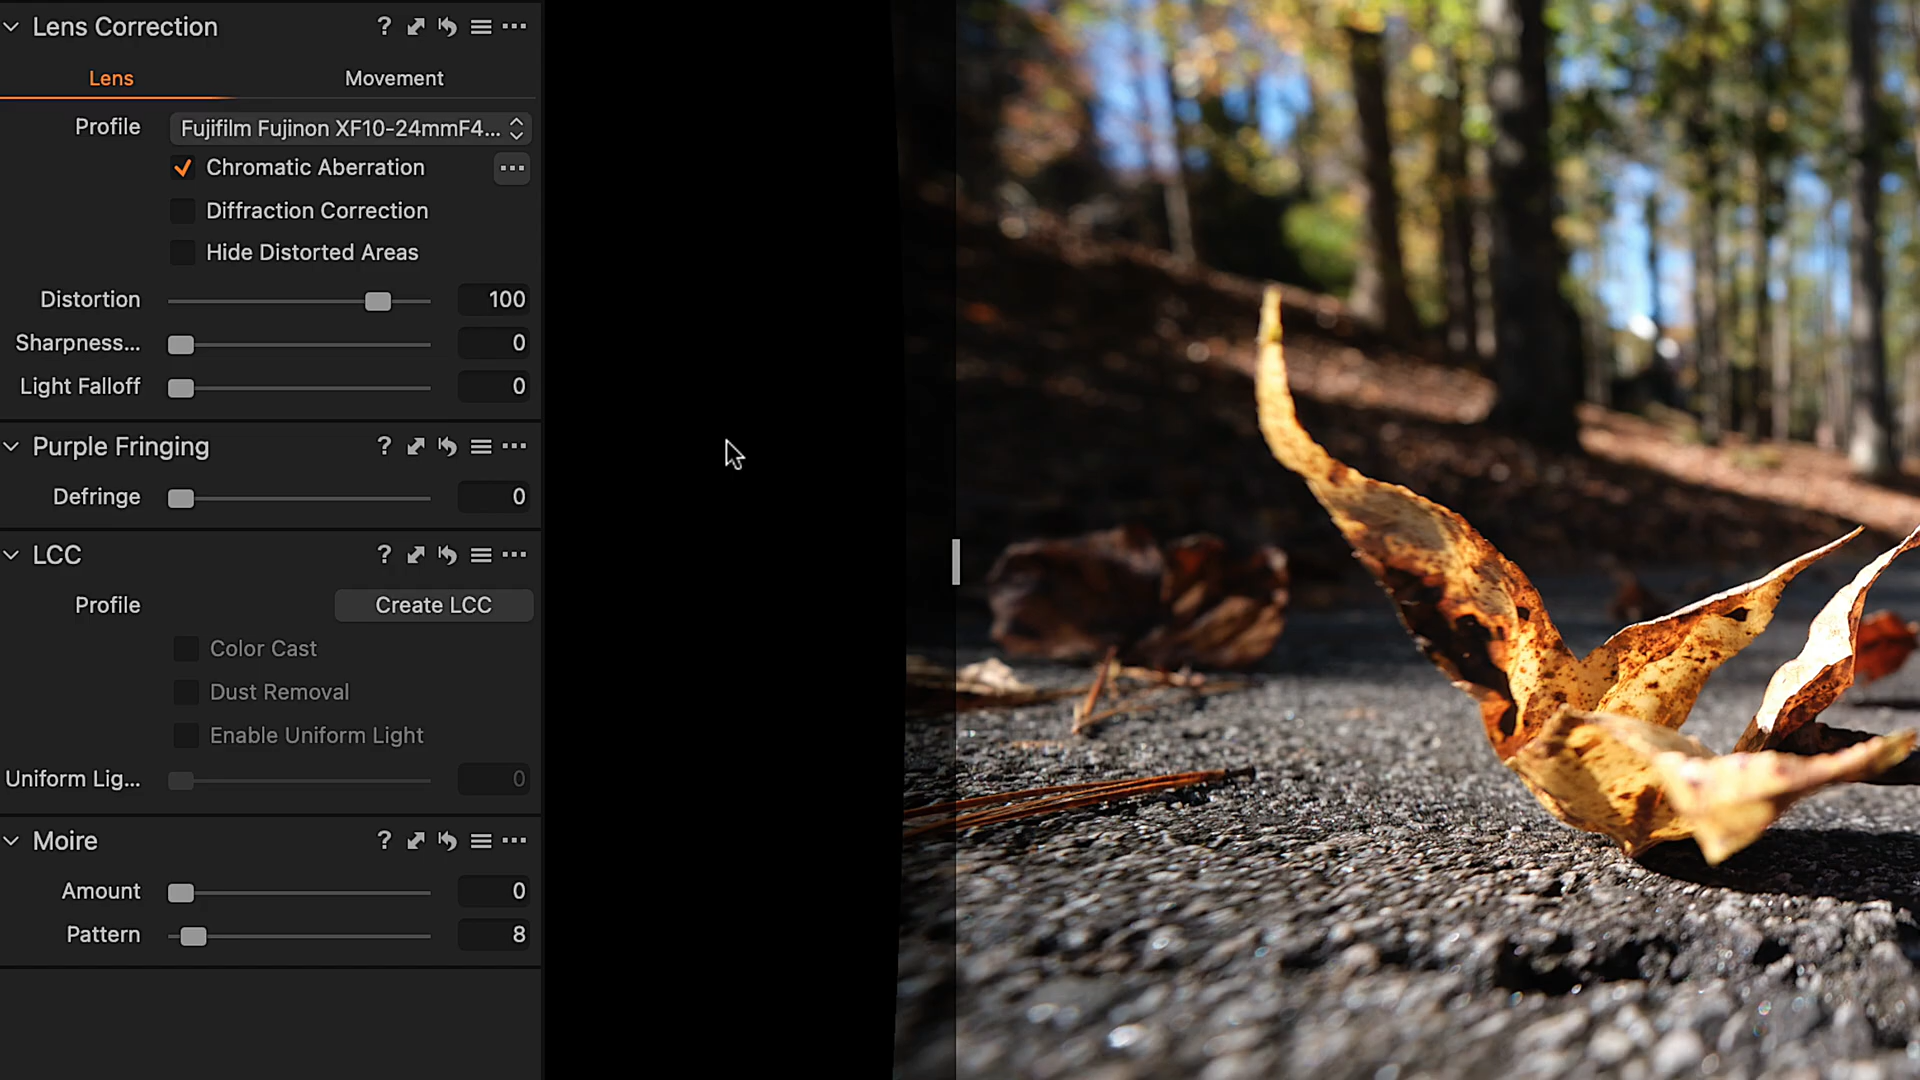 Lens Correction ?
Lens Movement
Profile Fujifilm Fujinon XF10-24mmF4...
Chromatic Aberration
Diffraction Correction
Hide Distorted Areas
Distortion 100
Sharpness... 0
Light Falloff 0
Purple Fringing ?
Defringe 0
LCC ?
Profile Create LCC
Color Cast
Dust Removal
Enable Uniform Light
Uniform Lig... 0
Moire ?
Amount 0
Pattern 8